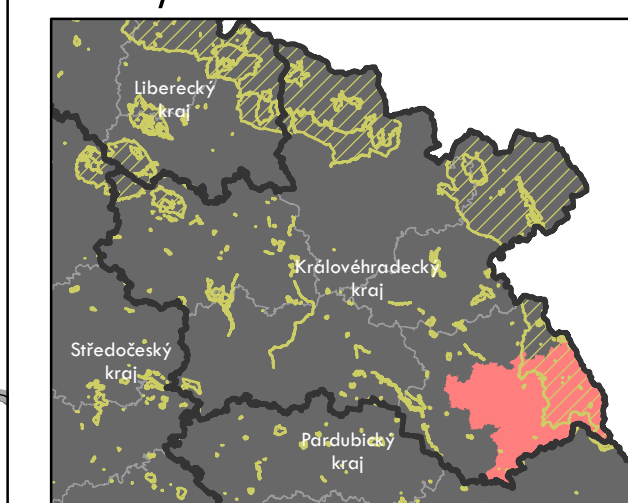 Liberecký
kraj
Královéhradecký
kraj
Středočeský
kraj
Pardubický
kraj